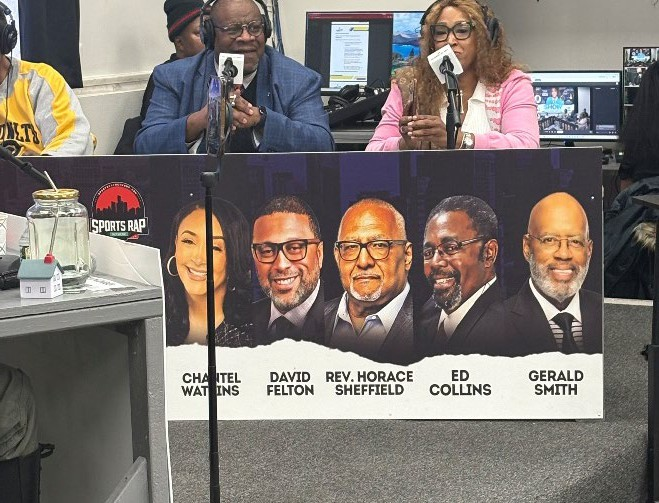 SPORTS RAP
CHANTEL
WATKINS
DAVID
FELTON
REV. HORACE
SHEFFIELD
ED
COLLINS
GERALD
SMITH